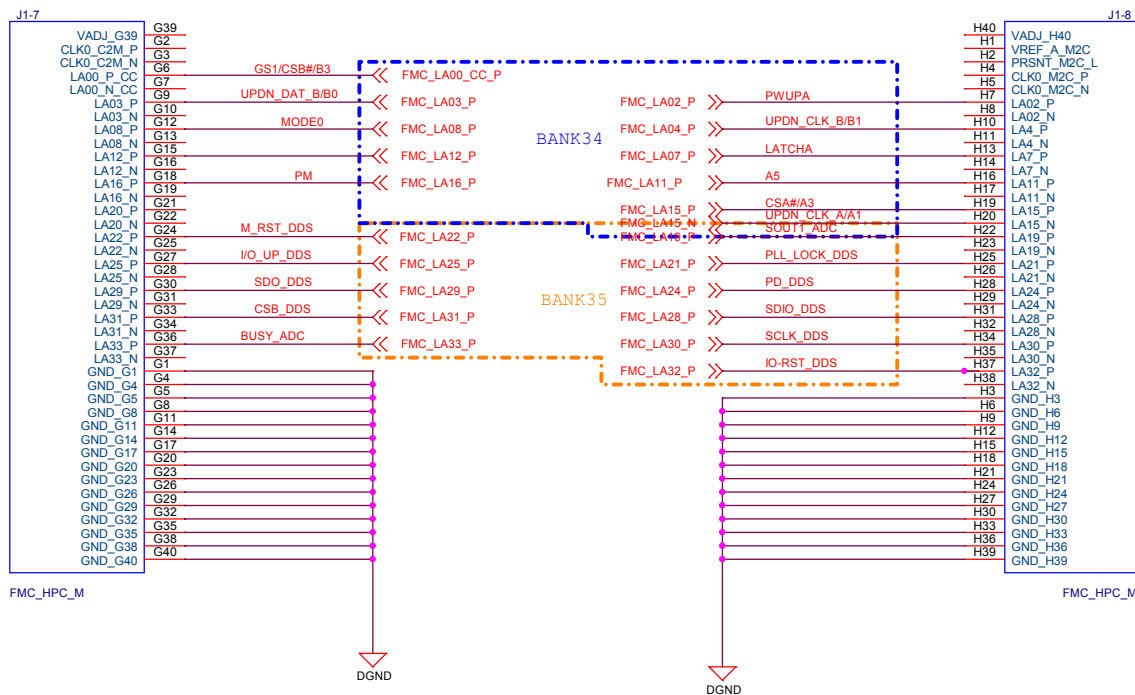 J1-7
J1-8
G39
VADJ_G39
G2
CLK0_C2M_P
G3
CLK0_C2M_N
G6
LA00_P_CC
G7
LA00_N_CC
G9
LA03_P
G10
LA03_N
G12
LA08_P
G13
LA08_N
G15
LA12_P
G16
LA12_N
G18
LA16_P
G19
LA16_N
G21
LA20_P
G22
LA20_N
G24
LA22_P
G25
LA22_N
G27
LA25_P
G28
LA25_N
G30
LA29_P
G31
LA29_N
G33
LA31_P
G34
LA31_N
G36
LA33_P
G37
LA33_N
G1
GND_G1
G4
GND_G4
G5
GND_G5
G8
GND_G8
G11
GND_G11
G14
GND_G14
G17
GND_G17
G20
GND_G20
G23
GND_G23
G26
GND_G26
G29
GND_G29
G32
GND_G32
G35
GND_G35
G38
GND_G38
G40
GND_G40
FMC_HPC_M
GS1/CSB#/B3
FMC_LA00_CC_P
UPDN_DAT_B/B0
FMC_LA03_P
MODE0
FMC_LA08_P
FMC_LA12_P
PM
FMC_LA16_P
M_RST_DDS
FMC_LA22_P
I/O_UP_DDS
FMC_LA25_P
SDO_DDS
FMC_LA29_P
CSB_DDS
FMC_LA31_P
BUSY_ADC
FMC_LA33_P
BANK34
BANK35
FMC_LA02_P
PWUPA
FMC_LA04_P
UPDN_CLK_B/B1
FMC_LA07_P
LATCHA
FMC_LA11_P
A5
FMC_LA15_P
CSA#/A3
FMC_LA15_N
UPDN_CLK_A/A1
FMC_LA19_P
SOUT1_ADC
FMC_LA21_P
PLL_LOCK_DDS
FMC_LA24_P
PD_DDS
FMC_LA28_P
SDIO_DDS
FMC_LA30_P
SCLK_DDS
FMC_LA32_P
IO-RST_DDS
H40
VADJ_H40
H1
VREF_A_M2C
H2
PRSNT_M2C_L
H4
CLK0_M2C_P
H5
CLK0_M2C_N
H7
LA02_P
H8
LA02_N
H10
LA4_P
H11
LA4_N
H13
LA7_P
H14
LA7_N
H16
LA11_P
H17
LA11_N
H19
LA15_P
H20
LA15_N
H22
LA19_P
H23
LA19_N
H25
LA21_P
H26
LA21_N
H28
LA24_P
H29
LA24_N
H31
LA28_P
H32
LA28_N
H34
LA30_P
H35
LA30_N
H37
LA32_P
H38
LA32_N
H3
GND_H3
H6
GND_H6
H9
GND_H9
H12
GND_H12
H15
GND_H15
H18
GND_H18
H21
GND_H21
H24
GND_H24
H27
GND_H27
H30
GND_H30
H33
GND_H33
H36
GND_H36
H39
GND_H39
FMC_HPC_M
DGND
DGND